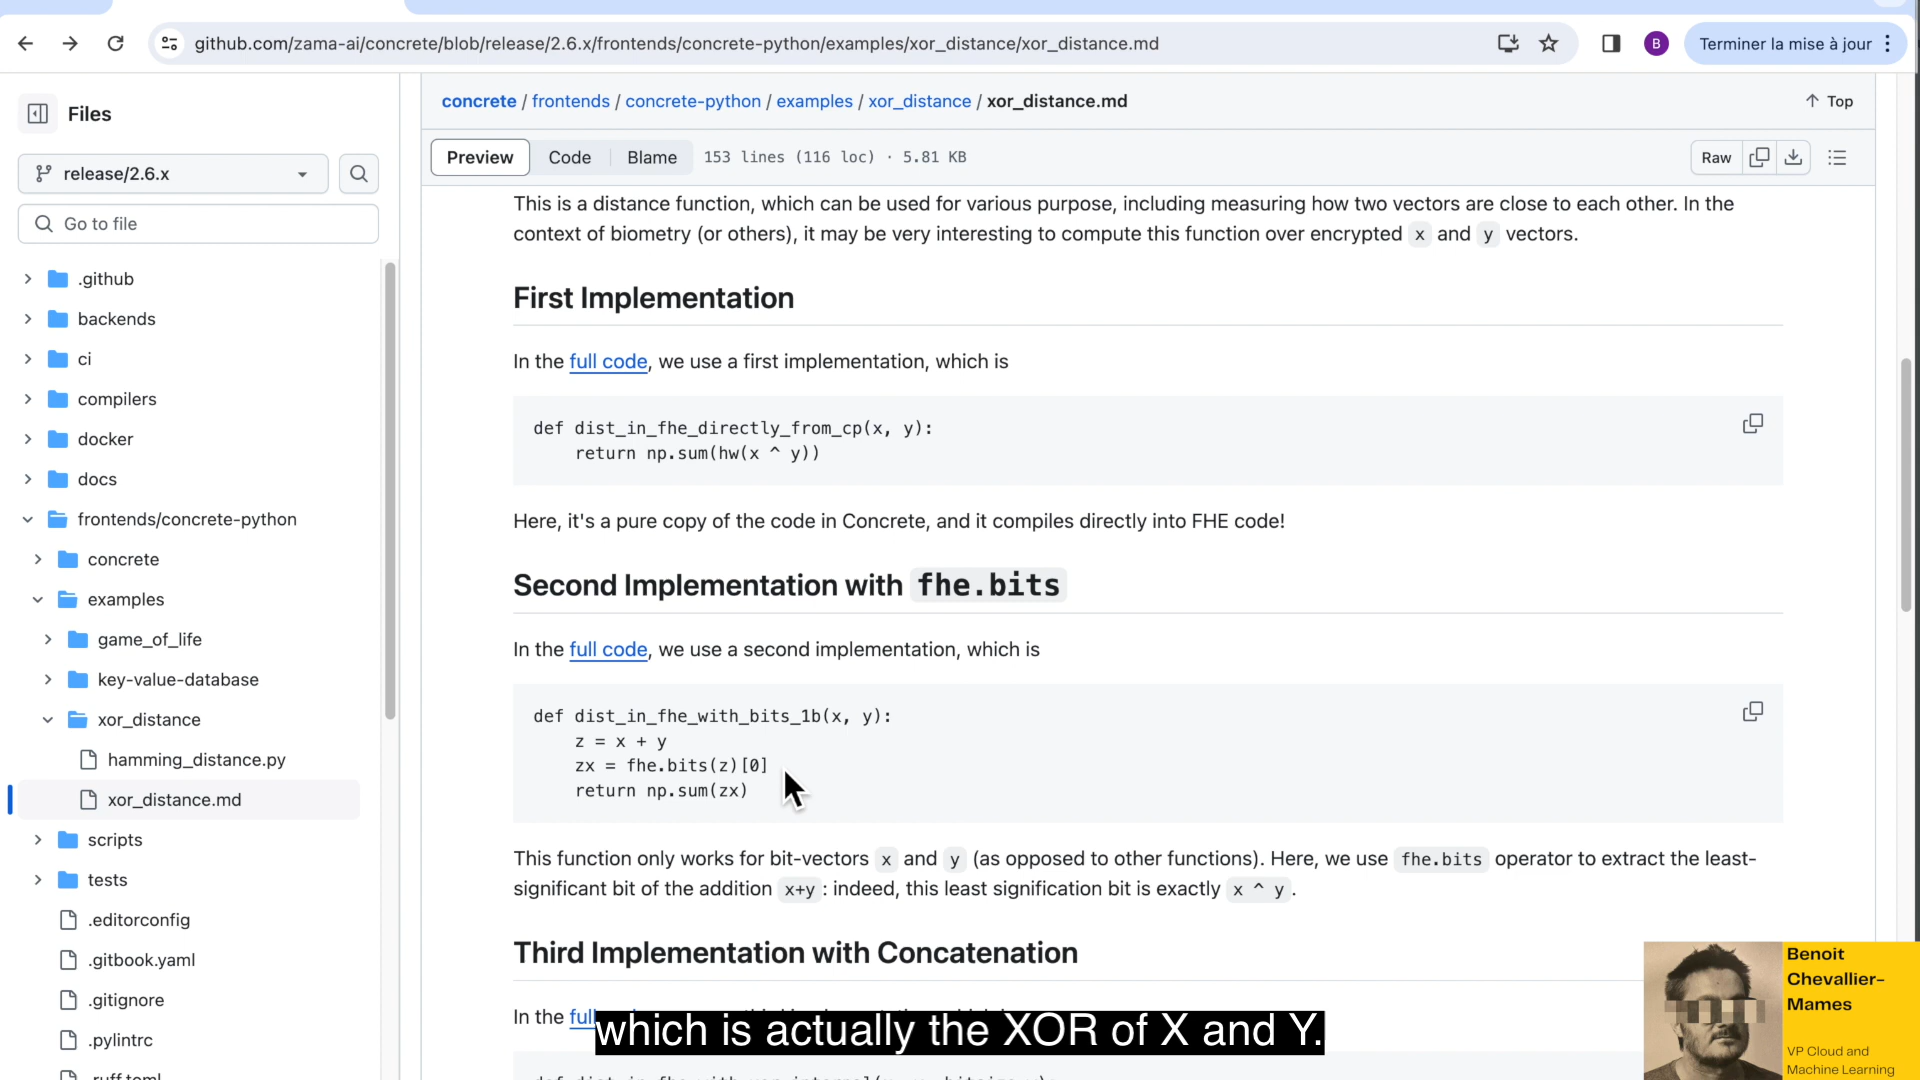 github.com/zama-ai/concrete/blob/release/2.6.x/frontends/concrete-python/examples/xor_distance/xor_distance.md
B
Terminer la mise à jour
Files
release/2.6.x
Go to file
.github
backends
ci
compilers
docker
docs
frontends/concrete-python
concrete
examples
game_of_life
key-value-database
xor_distance
hamming_distance.py
xor_distance.md
scripts
tests
.editorconfig
.gitbook.yaml
.gitignore
.pylintrc
.ruff.toml
concrete / frontends / concrete-python / examples / xor_distance / xor_distance.md
Top
Preview Code Blame 153 lines (116 loc) · 5.81 KB
Raw
This is a distance function, which can be used for various purpose, including measuring how two vectors are close to each other. In the
context of biometry (or others), it may be very interesting to compute this function over encrypted x and y vectors.
First Implementation
In the full code, we use a first implementation, which is
def dist_in_fhe_directly_from_cp(x, y):
return np.sum(hw(x ^ y))
Here, it's a pure copy of the code in Concrete, and it compiles directly into FHE code!
Second Implementation with fhe.bits
In the full code, we use a second implementation, which is
def dist_in_fhe_with_bits_1b(x, y):
z = x + y
zx = fhe.bits(z)[0]
return np.sum(zx)
This function only works for bit-vectors x and y (as opposed to other functions). Here, we use fhe.bits operator to extract the least-
significant bit of the addition x+y : indeed, this least signification bit is exactly x ^ y .
Third Implementation with Concatenation
In the full
which is actually the XOR of X and Y.
Benoit
Chevallier-
Mames
VP Cloud and
Machine Learning